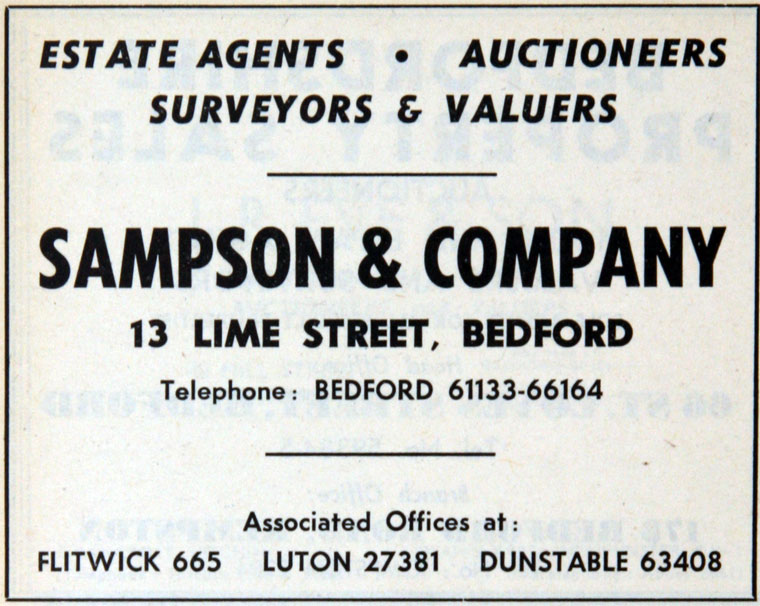 ESTATE AGENTS • AUCTIONEERS
SURVEYORS & VALUERS
SAMPSON & COMPANY
13 LIME STREET, BEDFORD
Telephone: BEDFORD 61133-66164
Associated Offices at:
FLITWICK 665 LUTON 27381 DUNSTABLE 63408